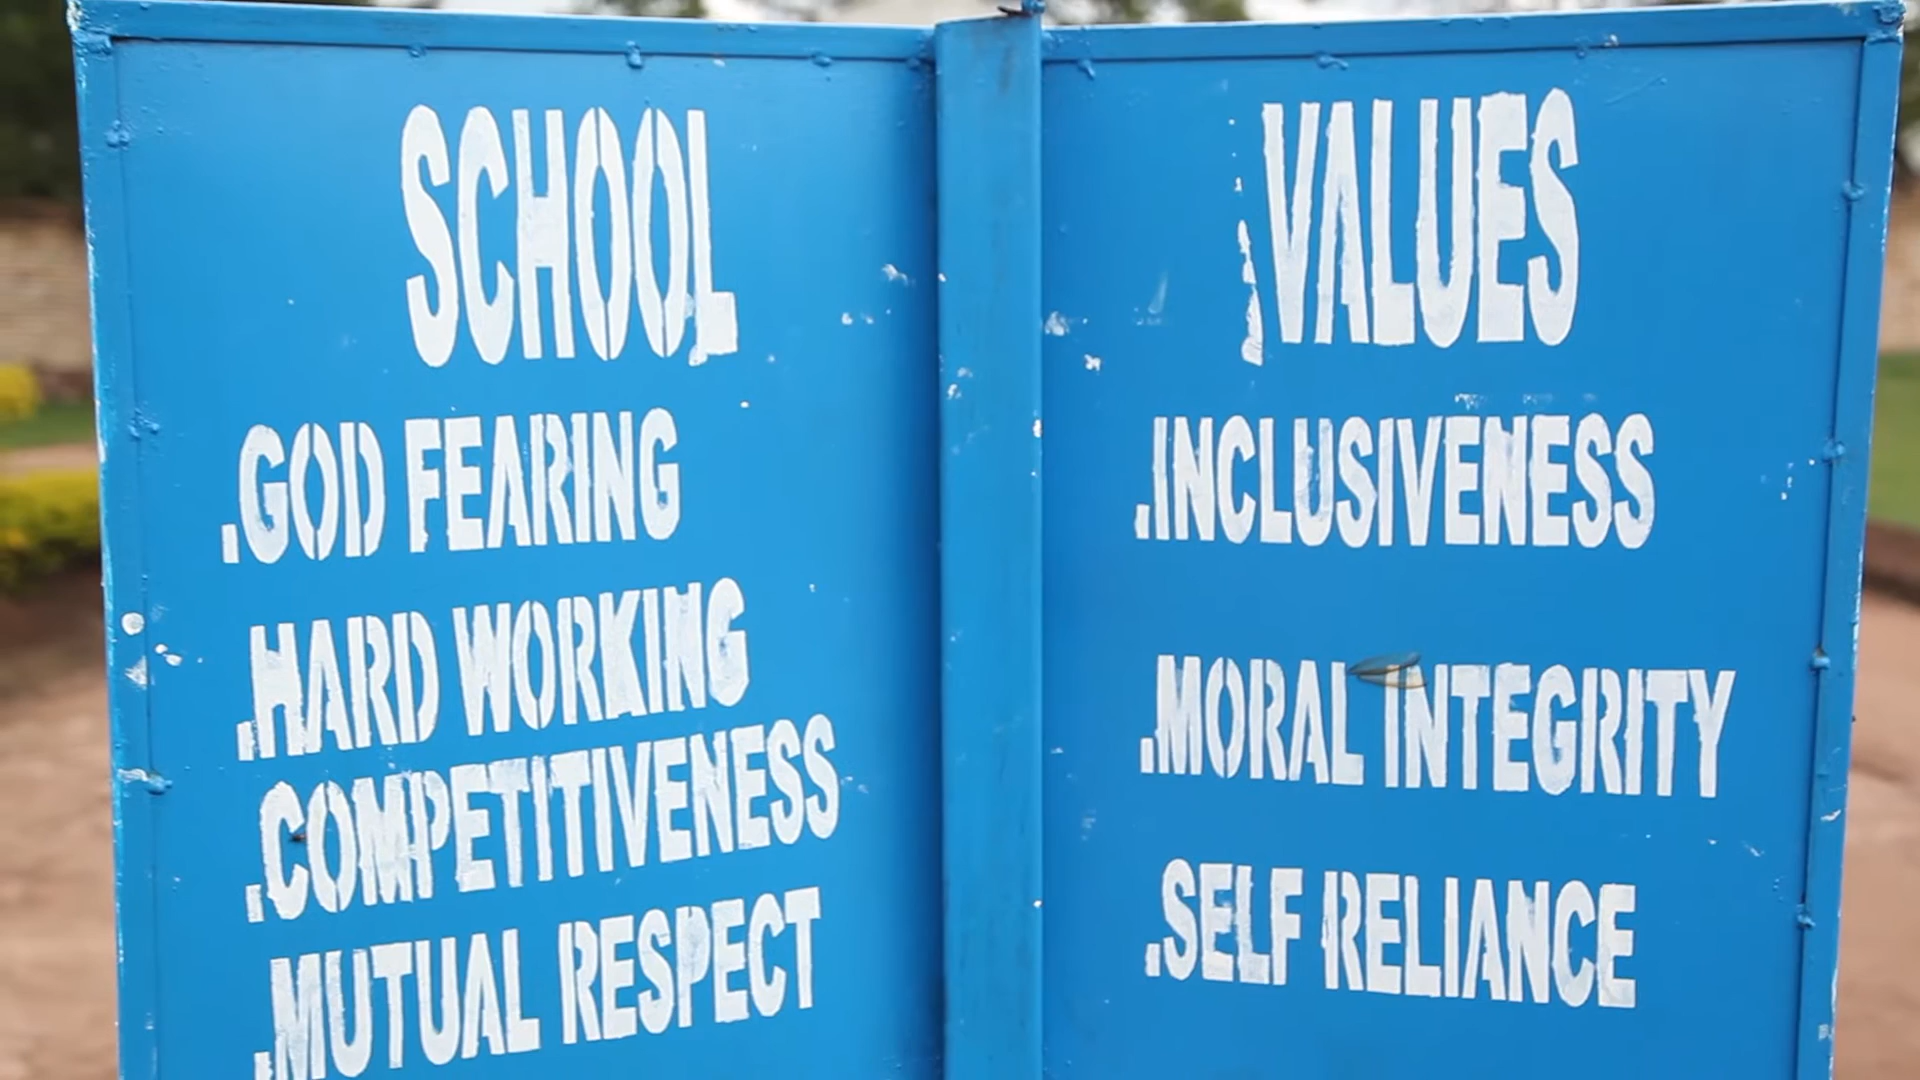 SCHOOL
.GOD FEARING
.HARD WORKING
.COMPETITIVENESS
.MUTUAL RESPECT
VALUES
.INCLUSIVENESS
.MORAL INTEGRITY
.SELF RELIANCE